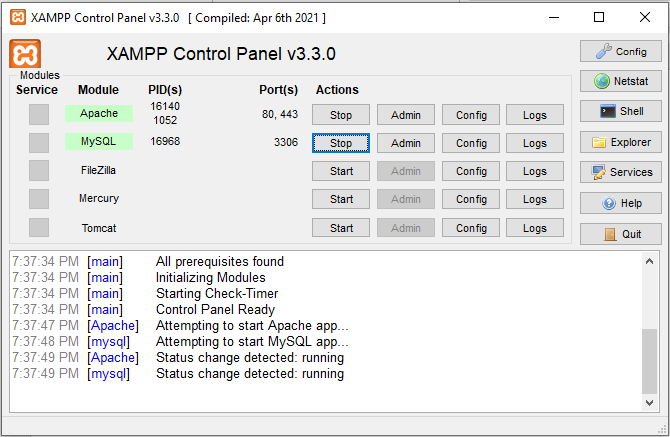 XAMPP Control Panel v3.3.0 [ Compiled: Apr 6th 2021 ]
XAMPP Control Panel v3.3.0
Config
Modules
Service Module PID(s) Port(s) Actions
Netstat
Apache 16140 1052 80, 443 Stop Admin Config Logs
Shell
MySQL 16968 3306 Stop Admin Config Logs
Explorer
FileZilla Start Admin Config Logs
Services
Mercury Start Admin Config Logs
Help
Tomcat Start Admin Config Logs
Quit
7:37:34 PM [main] All prerequisites found
7:37:34 PM [main] Initializing Modules
7:37:34 PM [main] Starting Check-Timer
7:37:34 PM [main] Control Panel Ready
7:37:47 PM [Apache] Attempting to start Apache app...
7:37:48 PM [mysql] Attempting to start MySQL app...
7:37:49 PM [Apache] Status change detected: running
7:37:49 PM [mysql] Status change detected: running